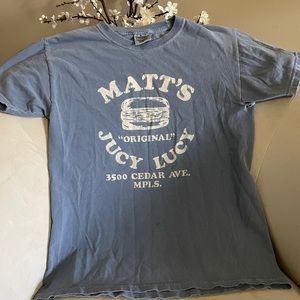 MATT'S
"ORIGINAL"
JUCY LUCY
3500 CEDAR AVE.
MPLS.